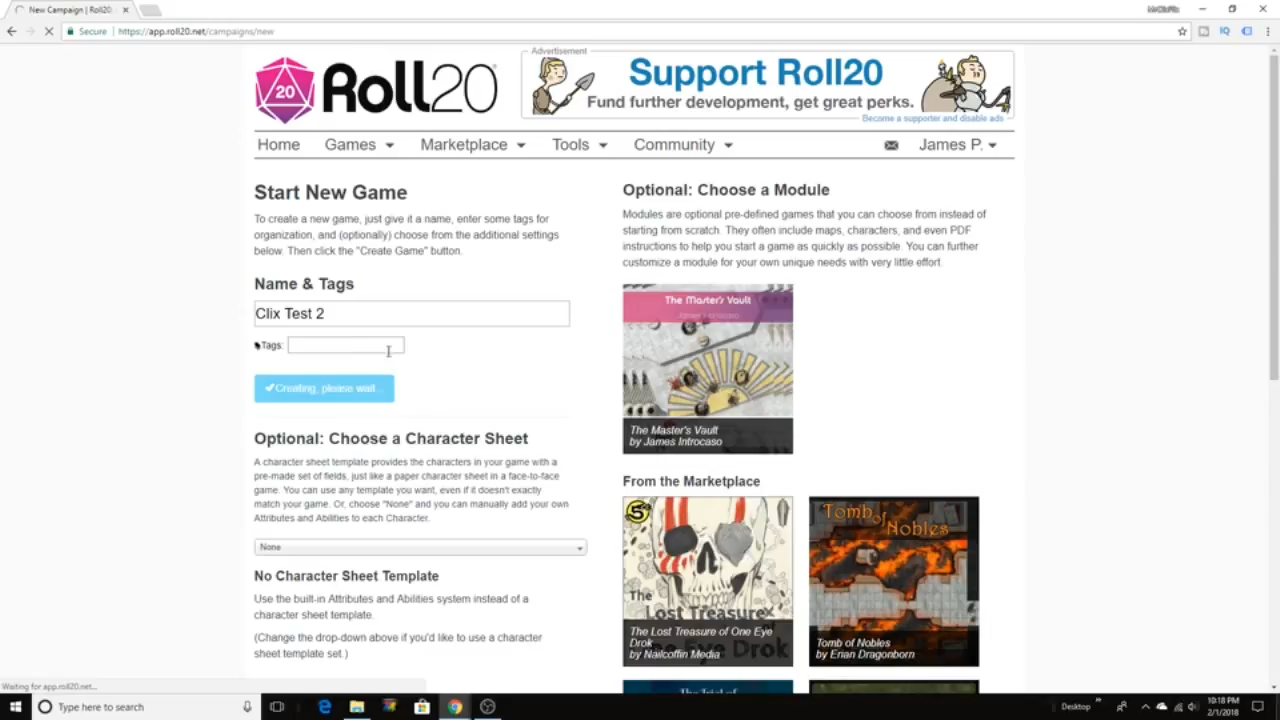 New Campaign | Roll20
Secure
https://app.roll20.net/campaigns/new
Advertisement
20
Roll20
Support Roll20
Fund further development, get great perks.
Become a supporter and disable ads
Home
Games
Marketplace
Tools
Community
James P.
Start New Game
To create a new game, just give it a name, enter some tags for
organization, and (optionally) choose from the additional settings
below. Then click the "Create Game" button.
Name & Tags
Clix Test 2
Tags:
Creating, please wait...
Optional: Choose a Character Sheet
A character sheet template provides the characters in your game with a
pre-made set of fields, just like a paper character sheet in a face-to-face
game. You can use any template you want, even if it doesn't exactly
match your game. Or, choose "None" and you can manually add your own
Attributes and Abilities to each Character.
None
No Character Sheet Template
Use the built-in Attributes and Abilities system instead of a
character sheet template.
(Change the drop-down above if you'd like to use a character
sheet template set.)
Optional: Choose a Module
Modules are optional pre-defined games that you can choose from instead of
starting from scratch. They often include maps, characters, and even PDF
instructions to help you start a game as quickly as possible. You can further
customize a module for your own unique needs with very little effort.
The Master's Vault
The Master's Vault
by James Introcaso
From the Marketplace
5e
The
Lost Treasure
The Lost Treasure of One Eye
Drok
by Nailcoffin Media
Tomb of
Nobles
Tomb of Nobles
by Erian Dragonborn
The Trial of
Waiting for app.roll20.net...
Type here to search
Desktop
10:18 PM
2/1/2018